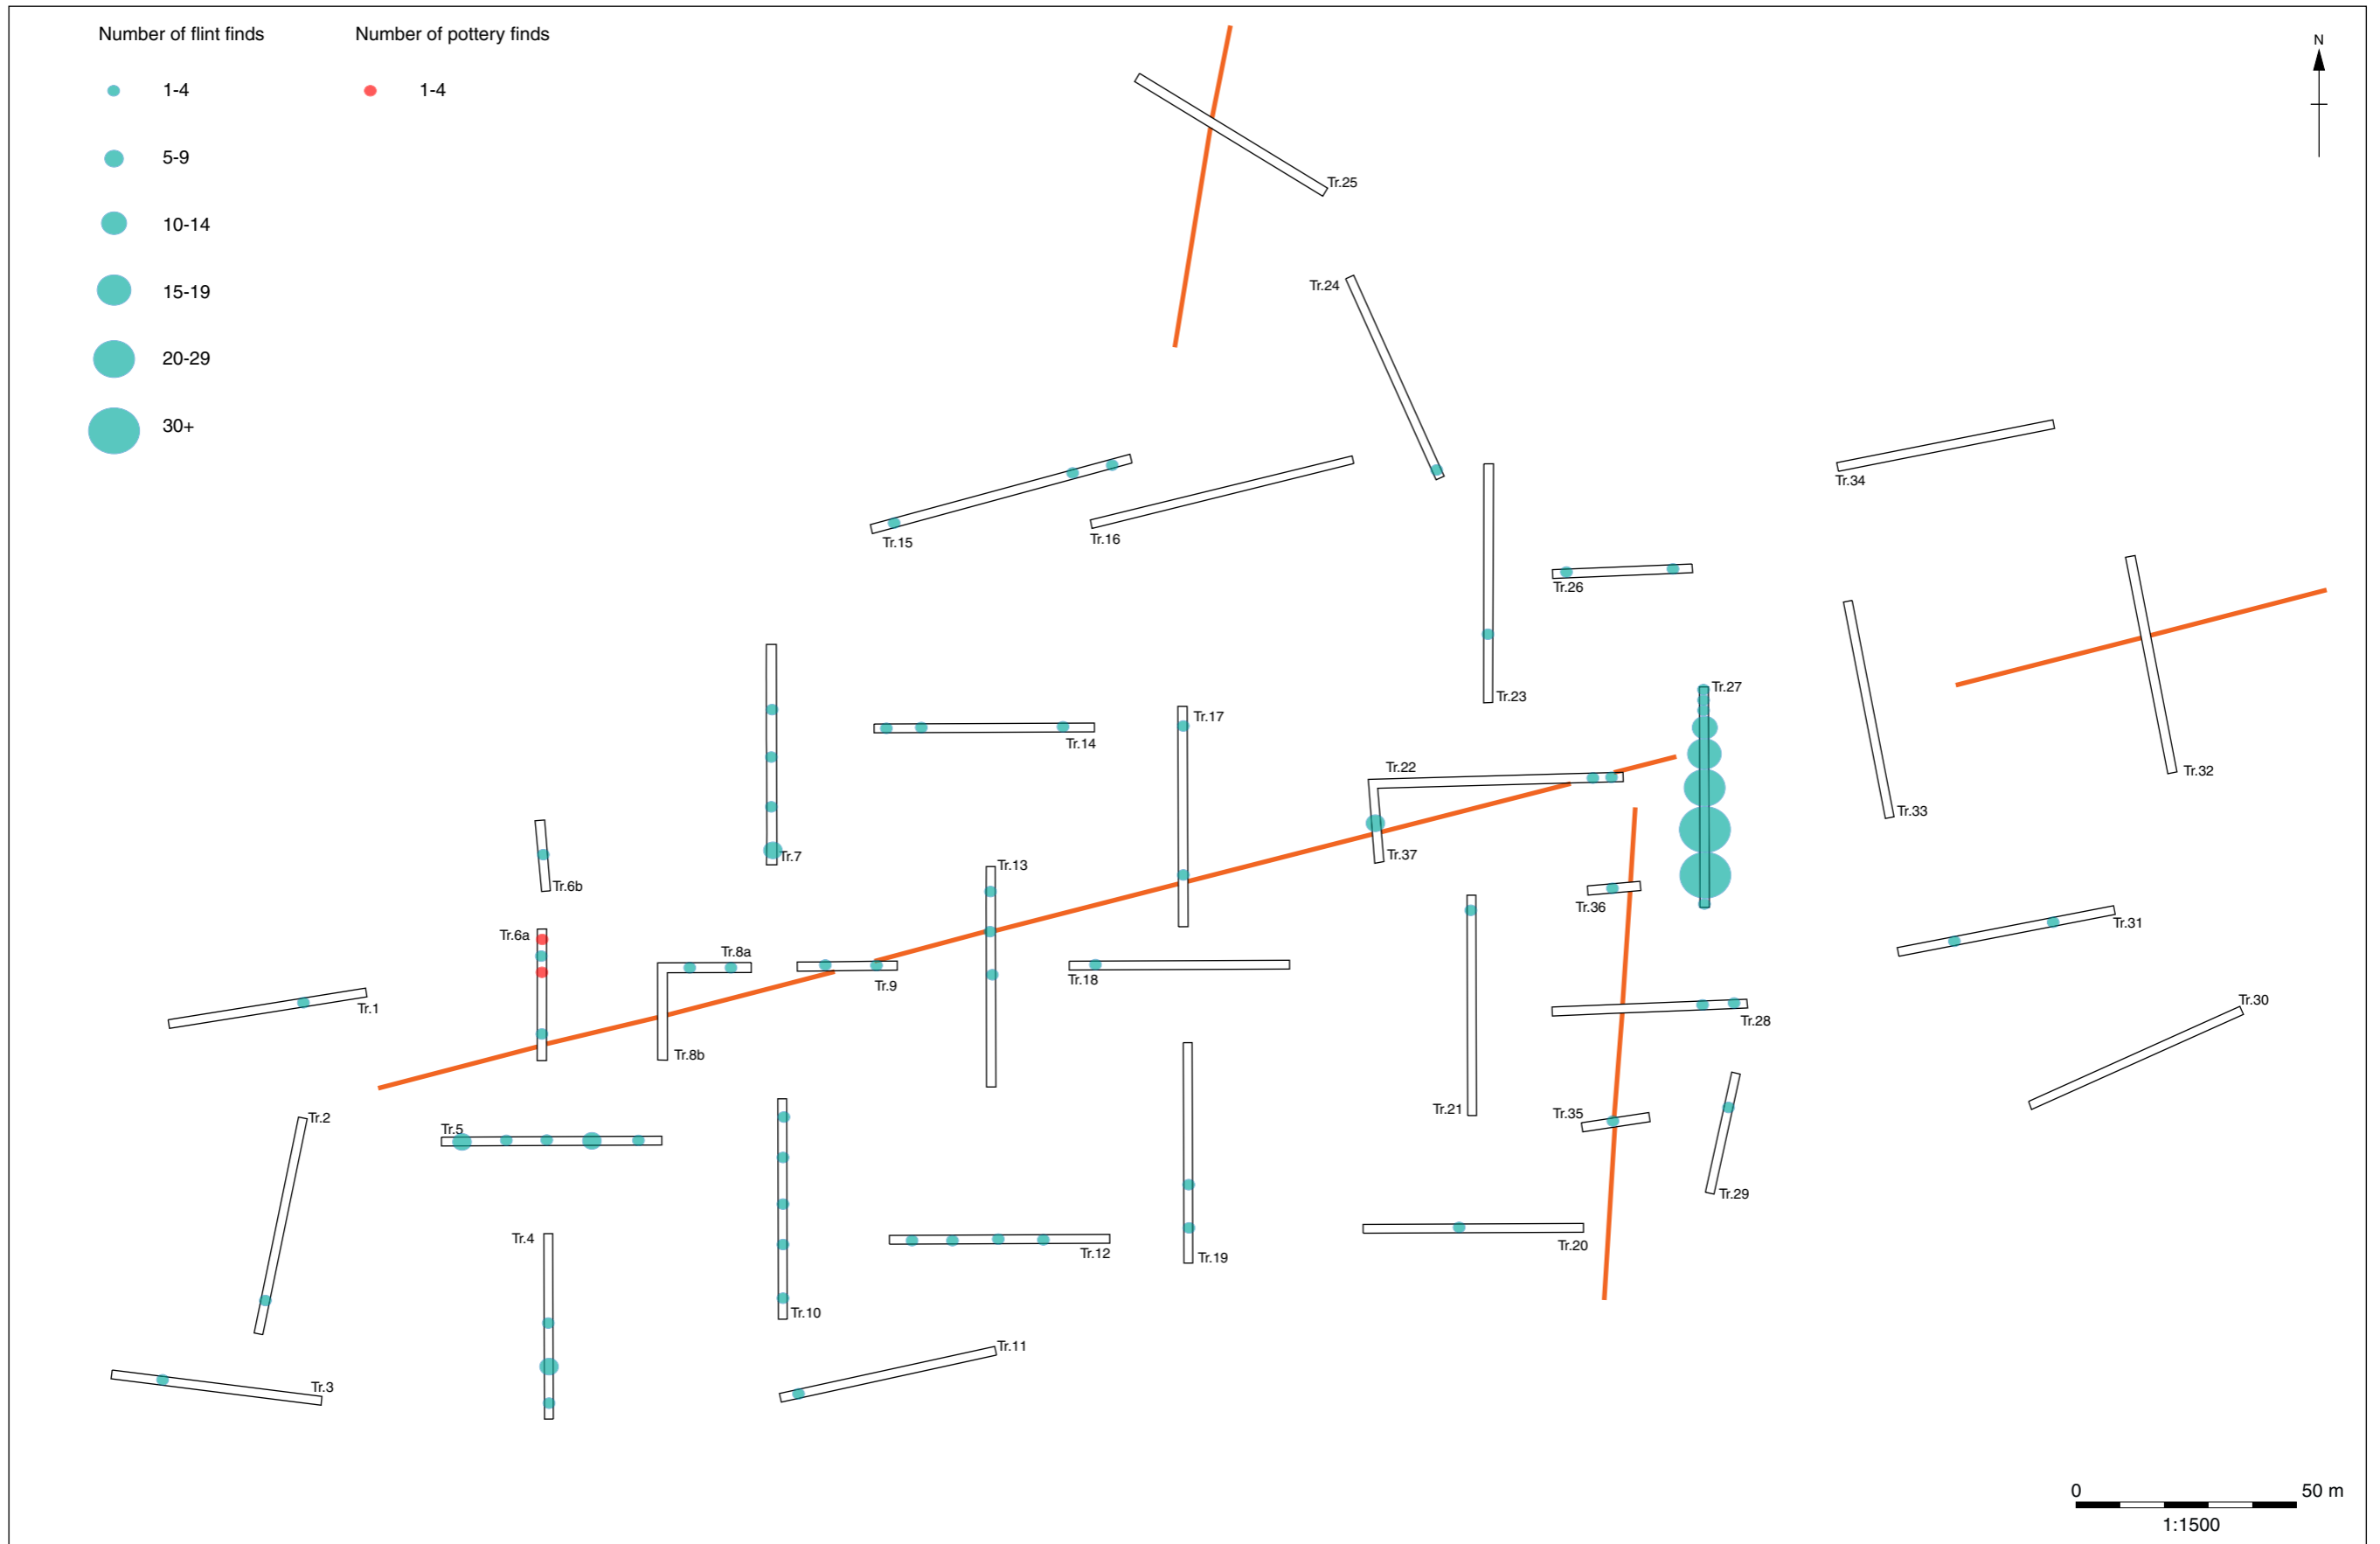 Number of flint finds
Number of pottery finds
1-4
1-4
5-9
10-14
15-19
20-29
30+
N
Tr.25
Tr.24
Tr.34
Tr.15
Tr.16
Tr.26
Tr.23
Tr.27
Tr.17
Tr.14
Tr.22
Tr.32
Tr.33
Tr.37
Tr.7
Tr.13
Tr.6b
Tr.36
Tr.31
Tr.6a
Tr.8a
Tr.9
Tr.18
Tr.1
Tr.30
Tr.28
Tr.8b
Tr.21
Tr.35
Tr.2
Tr.5
Tr.29
Tr.4
Tr.12
Tr.19
Tr.20
Tr.10
Tr.11
Tr.3
0 50 m
1:1500